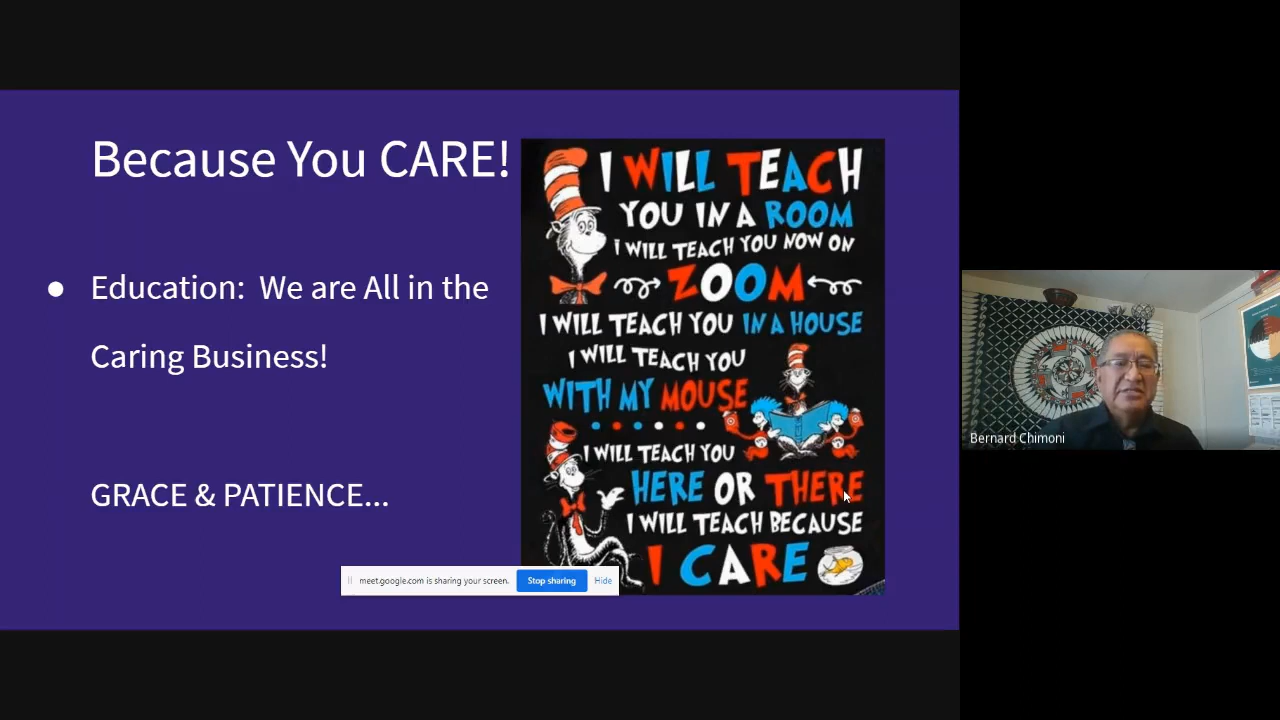 Because You CARE!
Education: We are All in the
Caring Business!
GRACE & PATIENCE...
I WILL TEACH
YOU IN A ROOM
I WILL TEACH YOU NOW ON
ZOOM
I WILL TEACH YOU IN A HOUSE
I WILL TEACH YOU
WITH MY MOUSE
I WILL TEACH YOU
HERE OR THERE
I WILL TEACH BECAUSE
I CARE
meet.google.com is sharing your screen. Stop sharing Hide
Bernard Chimoni